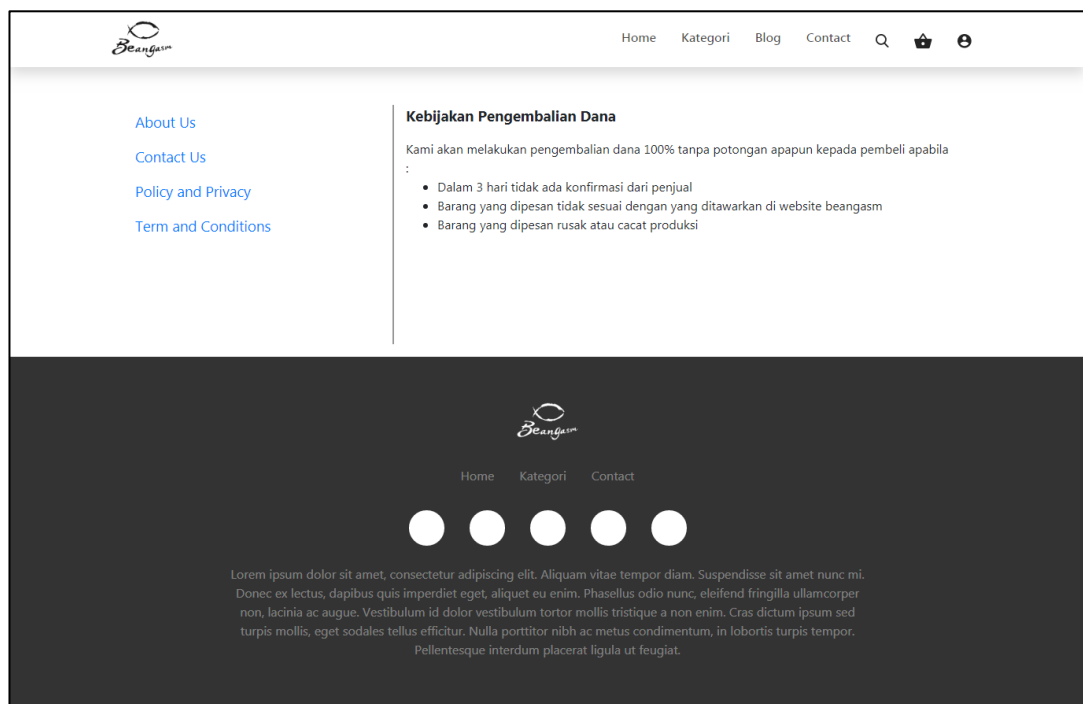 Beangasm
Home Kategori Blog Contact
About Us
Contact Us
Policy and Privacy
Term and Conditions
Kebijakan Pengembalian Dana
Kami akan melakukan pengembalian dana 100% tanpa potongan apapun kepada pembeli apabila
:
• Dalam 3 hari tidak ada konfirmasi dari penjual
• Barang yang dipesan tidak sesuai dengan yang ditawarkan di website beangasm
• Barang yang dipesan rusak atau cacat produksi
Beangasm
Home Kategori Contact
Lorem ipsum dolor sit amet, consectetur adipiscing elit. Aliquam vitae tempor diam. Suspendisse sit amet nunc mi.
Donec ex lectus, dapibus quis imperdiet eget, aliquet eu enim. Phasellus odio nunc, eleifend fringilla ullamcorper
non, lacinia ac augue. Vestibulum id dolor vestibulum tortor mollis tristique a non enim. Cras dictum ipsum sed
turpis mollis, eget sodales tellus efficitur. Nulla porttitor nibh ac metus condimentum, in lobortis turpis tempor.
Pellentesque interdum placerat ligula ut feugiat.